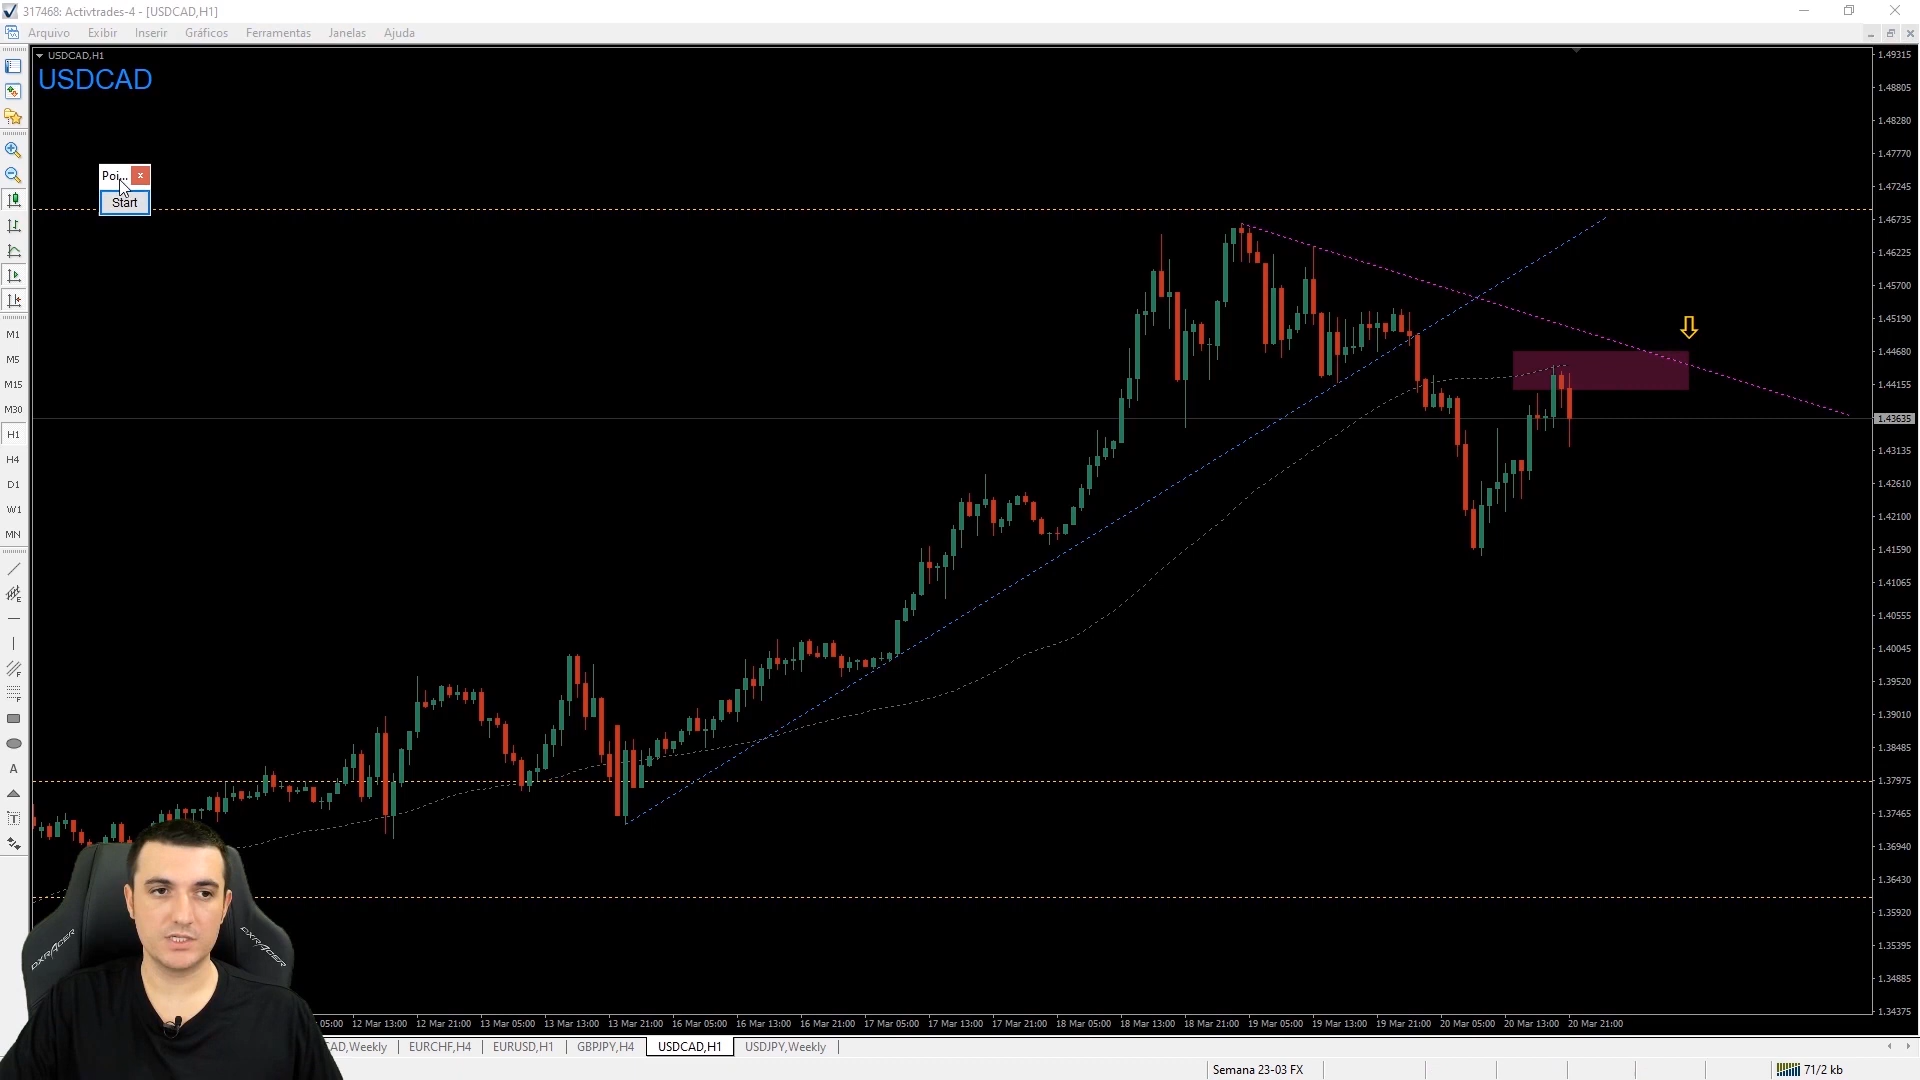 317468: Activtrades-4 - [USDCAD,H1]
Arquivo Exibir Inserir Gráficos Ferramentas Janelas Ajuda
USDCAD,H1
USDCAD
Poi... x
Start
M1
M5
M15
M30
H1
H4
D1
W1
MN
E
F
F
A
T
1.49315
1.48805
1.48280
1.47770
1.47245
1.46735
1.46225
1.45700
1.45190
1.44680
1.44155
1.43635
1.43135
1.42610
1.42100
1.41590
1.41065
1.40555
1.40045
1.39520
1.39010
1.38485
1.37975
1.37465
1.36940
1.36430
1.35920
1.35395
1.34885
1.34375
DXRACER
DXRACER
05:00 12 Mar 13:00 12 Mar 21:00 13 Mar 05:00 13 Mar 13:00 13 Mar 21:00 16 Mar 05:00 16 Mar 13:00 16 Mar 21:00 17 Mar 05:00 17 Mar 13:00 17 Mar 21:00 18 Mar 05:00 18 Mar 13:00 18 Mar 21:00 19 Mar 05:00 19 Mar 13:00 19 Mar 21:00 20 Mar 05:00 20 Mar 13:00 20 Mar 21:00
CAD,Weekly EURCHF,H4 EURUSD,H1 GBPJPY,H4 USDCAD,H1 USDJPY,Weekly
Semana 23-03 FX 71/2 kb